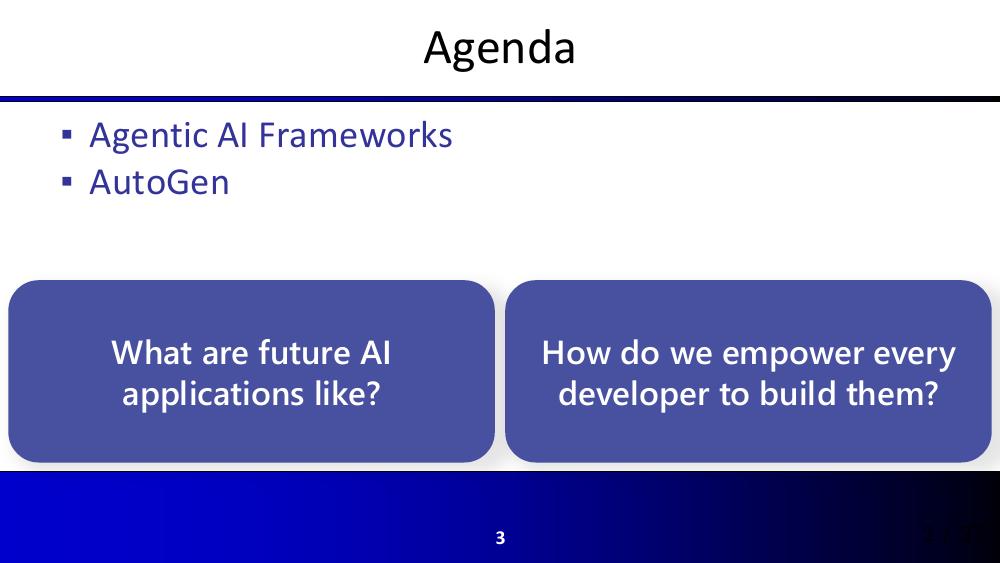 Agenda
▪ Agentic AI Frameworks
▪ AutoGen
What are future AI
applications like?
How do we empower every
developer to build them?
3